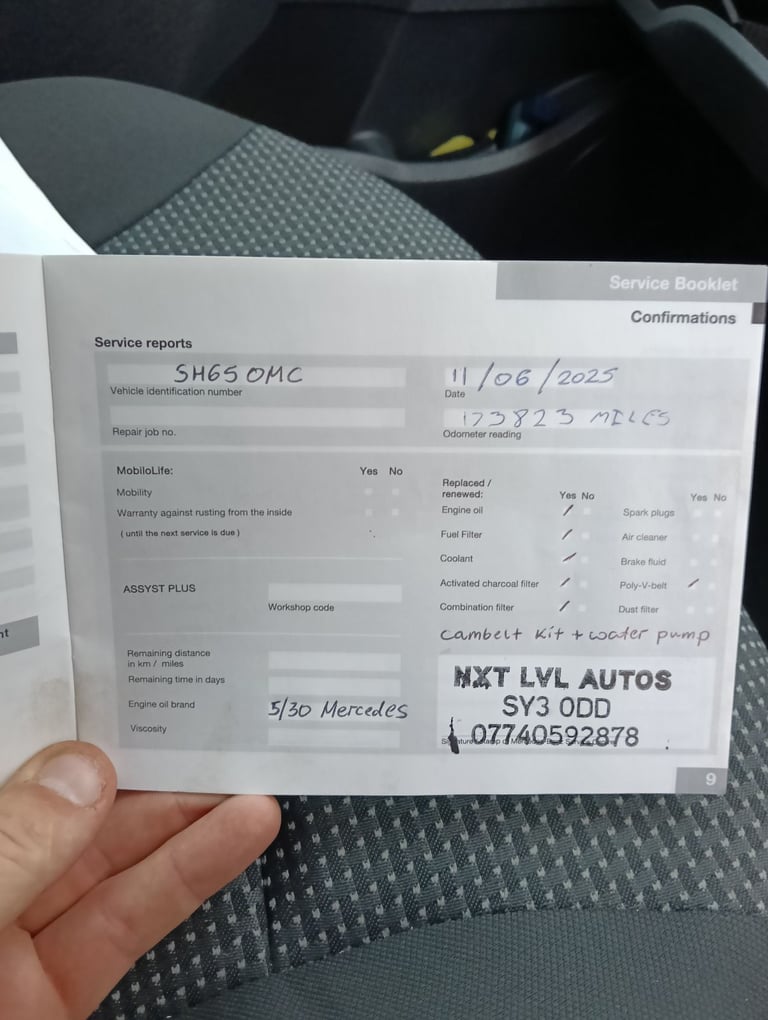 Service Booklet
Confirmations
Service reports
SH65 OMC
Vehicle identification number
11/06/2025
Date
Repair job no.
173823 MILES
Odometer reading
MobiloLife:
Yes No
Mobility
Warranty against rusting from the inside
( until the next service is due )
ASSYST PLUS
Workshop code
Remaining distance
in km / miles
Remaining time in days
Engine oil brand
5/30 Mercedes
Viscosity
Replaced /
renewed:
Yes No
Engine oil
Fuel Filter
Coolant
Activated charcoal filter
Combination filter
Yes No
Spark plugs
Air cleaner
Brake fluid
Poly-V-belt
Dust filter
cambelt kit + water pump
NXT LVL AUTOS
SY3 0DD
07740592878
9